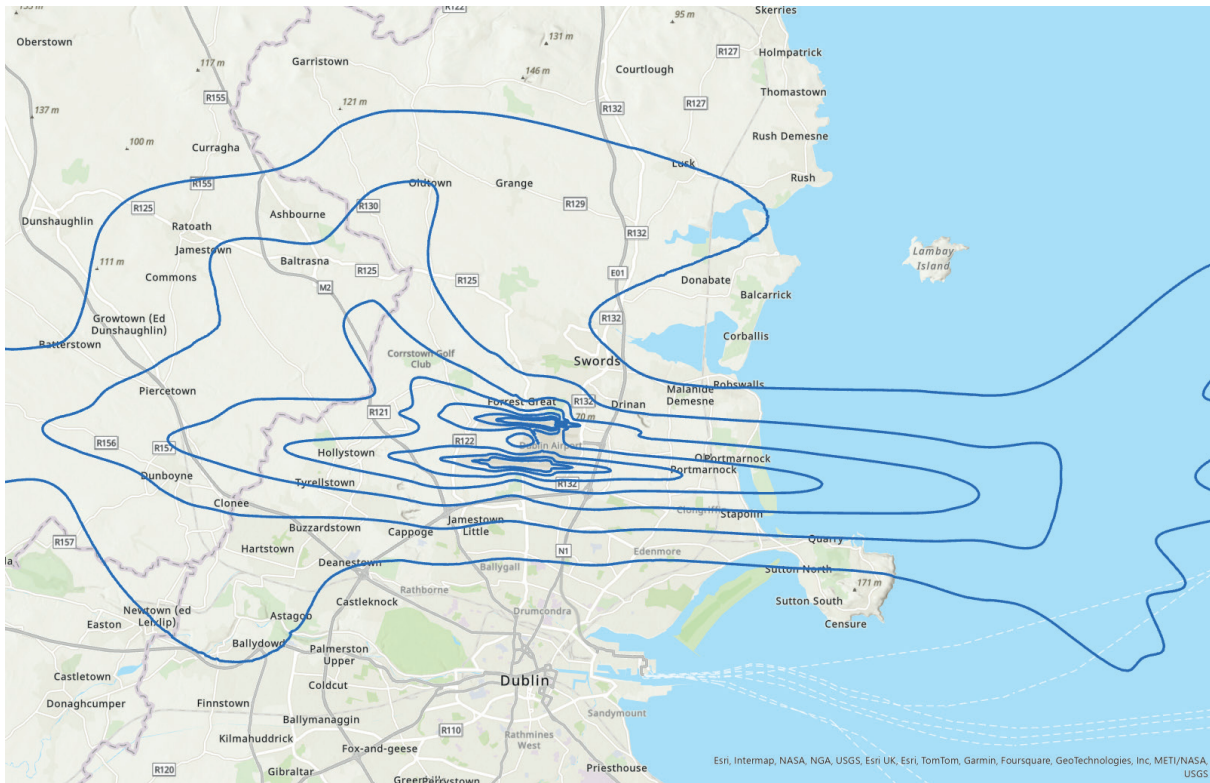 R122
95 m
Skerries
Oberstown
131 m
R127
Holmpatrick
Garristown
117 m
Courtlough
146 m
Thomastown
R155
121 m
R132
R127
137 m
Rush Demesne
100 m
Curragha
Lusk
R155
Oldtown
Grange
Rush
Dunshaughlin
R125
R130
R129
Ratoath
Ashbourne
R132
Jamestown
Lambay
Island
Baltrasna
111 m
Commons
R125
E01
R125
Donabate
M2
Balcarrick
Growtown (Ed
Dunshaughlin)
R132
Batterstown
Corballis
Corrstown Golf
Club
Swords
Piercetown
Malahide
Demesne
Robswalls
R121
Forrest Great
R132
Drinan
70 m
R156
R157
R122
Dublin Airport
Hollystown
Portmarnock
Portmarnock
Dunboyne
Tyrellstown
R132
Clonee
Stapolin
Buzzardstown
Jamestown
Little
Cappoge
R157
Quarry
Hartstown
N1
Edenmore
Deanestown
Ballygall
Sutton North
171 m
Rathborne
Castleknock
Sutton South
Newtown (ed
Leixlip)
Astagob
Drumcondra
Easton
Censure
Ballydowd
Palmerston
Upper
Castletown
Dublin
Coldcut
Donaghcumper
Finnstown
Sandymount
Ballymanaggin
R110
Rathmines
West
Kilmahuddrick
Fox-and-geese
R120
Gibraltar
Priesthouse
Esri, Intermap, NASA, NGA, USGS, Esri UK, Esri, TomTom, Garmin, Foursquare, GeoTechnologies, Inc, METI/NASA,
USGS